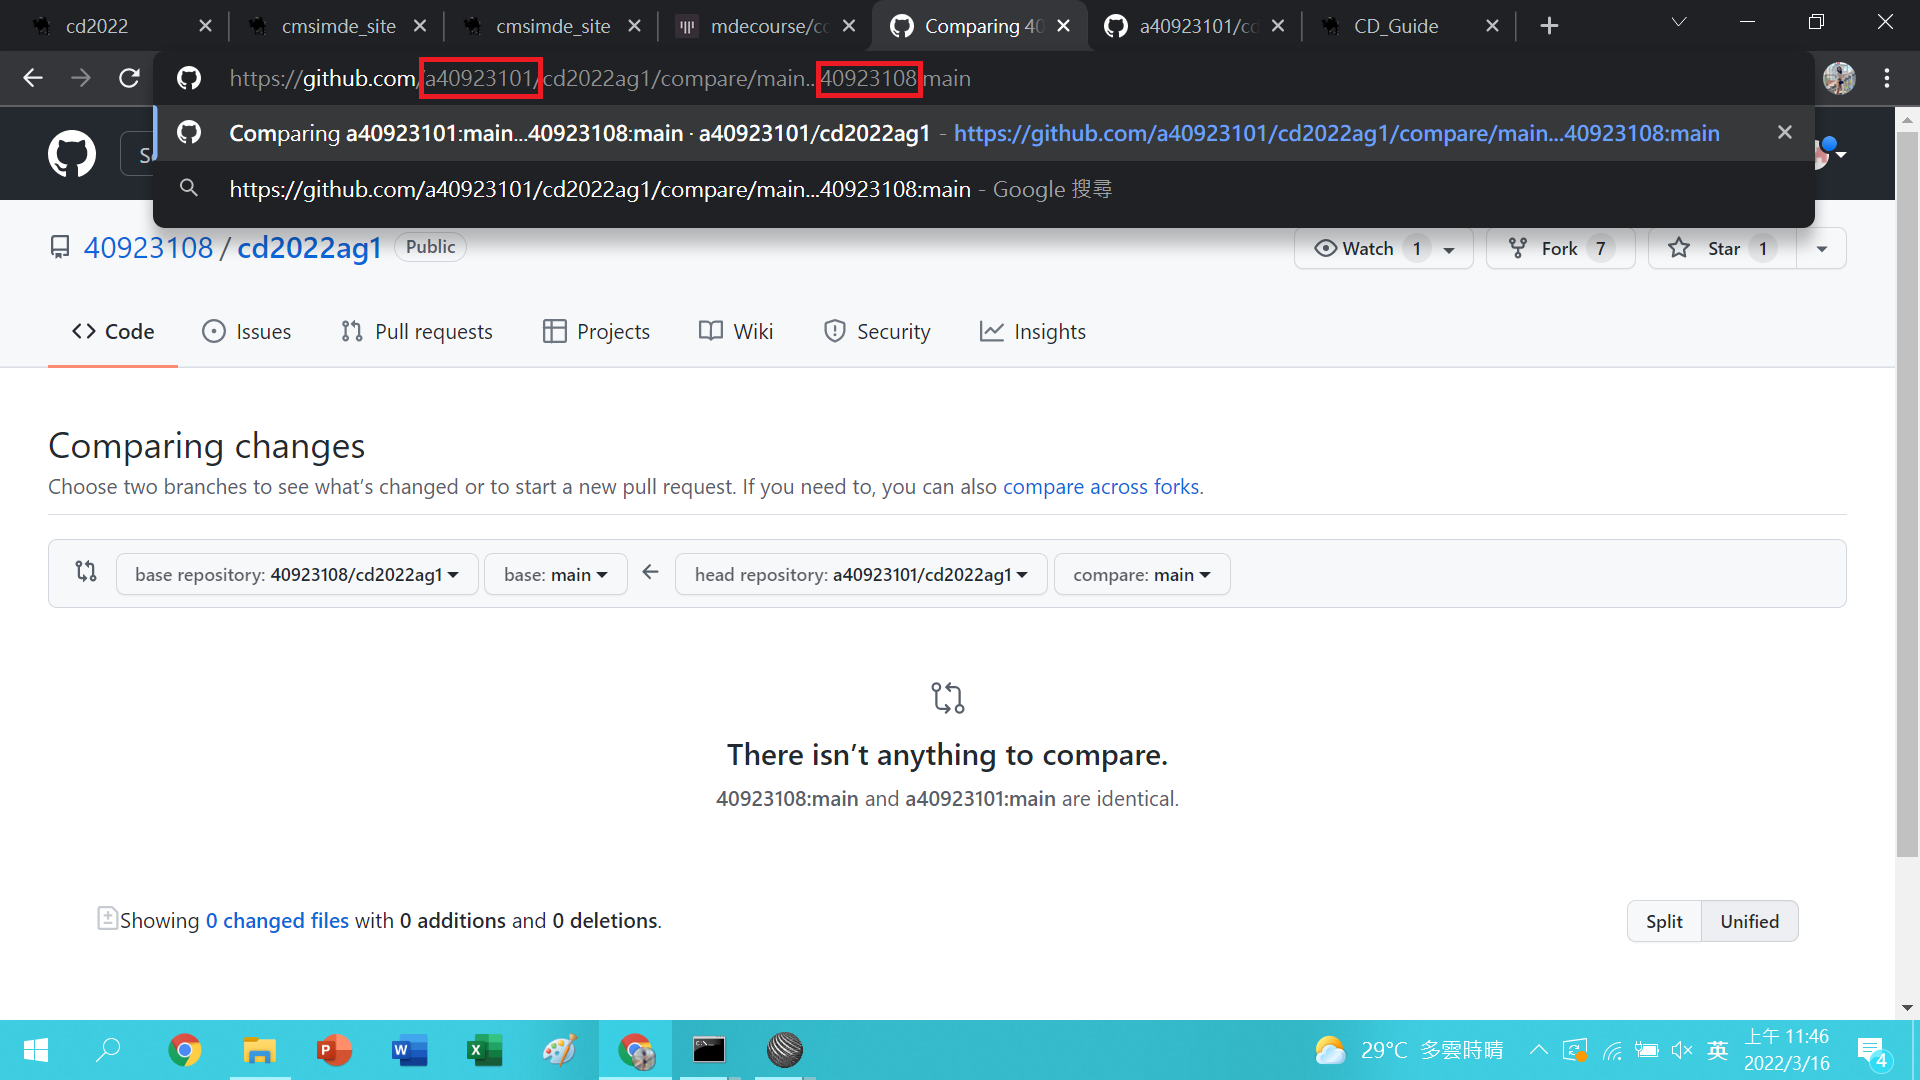 cd2022
cmsimde_site
cmsimde_site
mdecourse/cd
Comparing 40
a40923101/cd
CD_Guide
https://github.com/a40923101/cd2022ag1/compare/main...40923108:main
Comparing a40923101:main...40923108:main · a40923101/cd2022ag1 - https://github.com/a40923101/cd2022ag1/compare/main...40923108:main
https://github.com/a40923101/cd2022ag1/compare/main...40923108:main - Google 搜尋
40923108 / cd2022ag1 Public
Watch 1
Fork 7
Star 1
Code Issues Pull requests Projects Wiki Security Insights
Comparing changes
Choose two branches to see what’s changed or to start a new pull request. If you need to, you can also compare across forks.
base repository: 40923108/cd2022ag1 base: main ← head repository: a40923101/cd2022ag1 compare: main
There isn’t anything to compare.
40923108:main and a40923101:main are identical.
Showing 0 changed files with 0 additions and 0 deletions.
Split Unified
29°C 多雲時晴
英
上午 11:46
2022/3/16
4